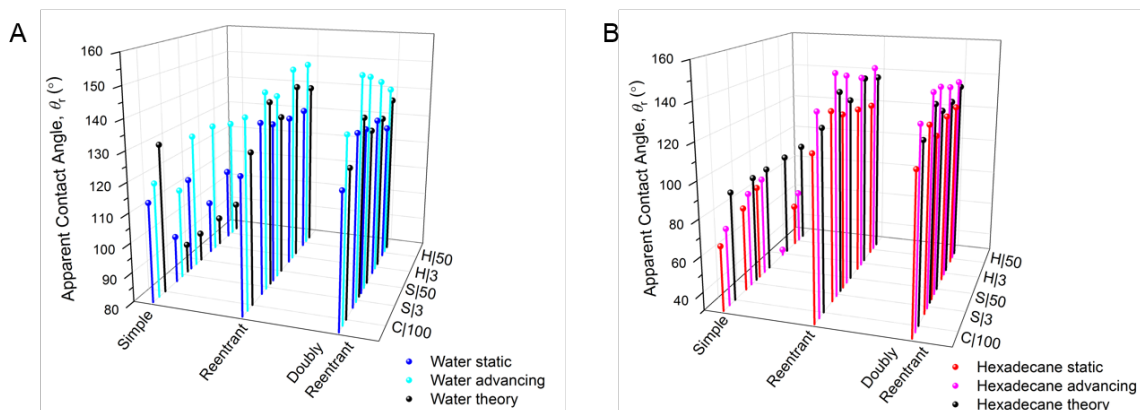 A
Apparent Contact Angle, θr (°)
160
150
140
130
120
110
100
90
80
Simple
Reentrant
Doubly
Reentrant
H|50
H|3
S|50
S|3
C|100
Water static
Water advancing
Water theory
B
Apparent Contact Angle, θr (°)
160
140
120
100
80
60
40
Simple
Reentrant
Doubly
Reentrant
H|50
H|3
S|50
S|3
C|100
Hexadecane static
Hexadecane advancing
Hexadecane theory